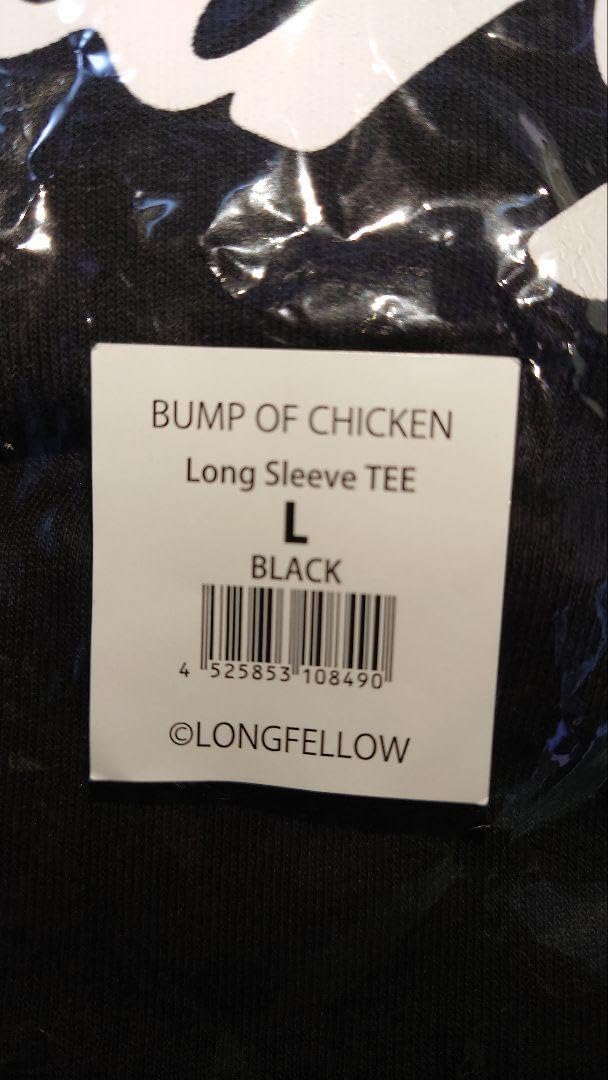 BUMP OF CHICKEN
Long Sleeve TEE
L
BLACK
4 525853 108490
©LONGFELLOW